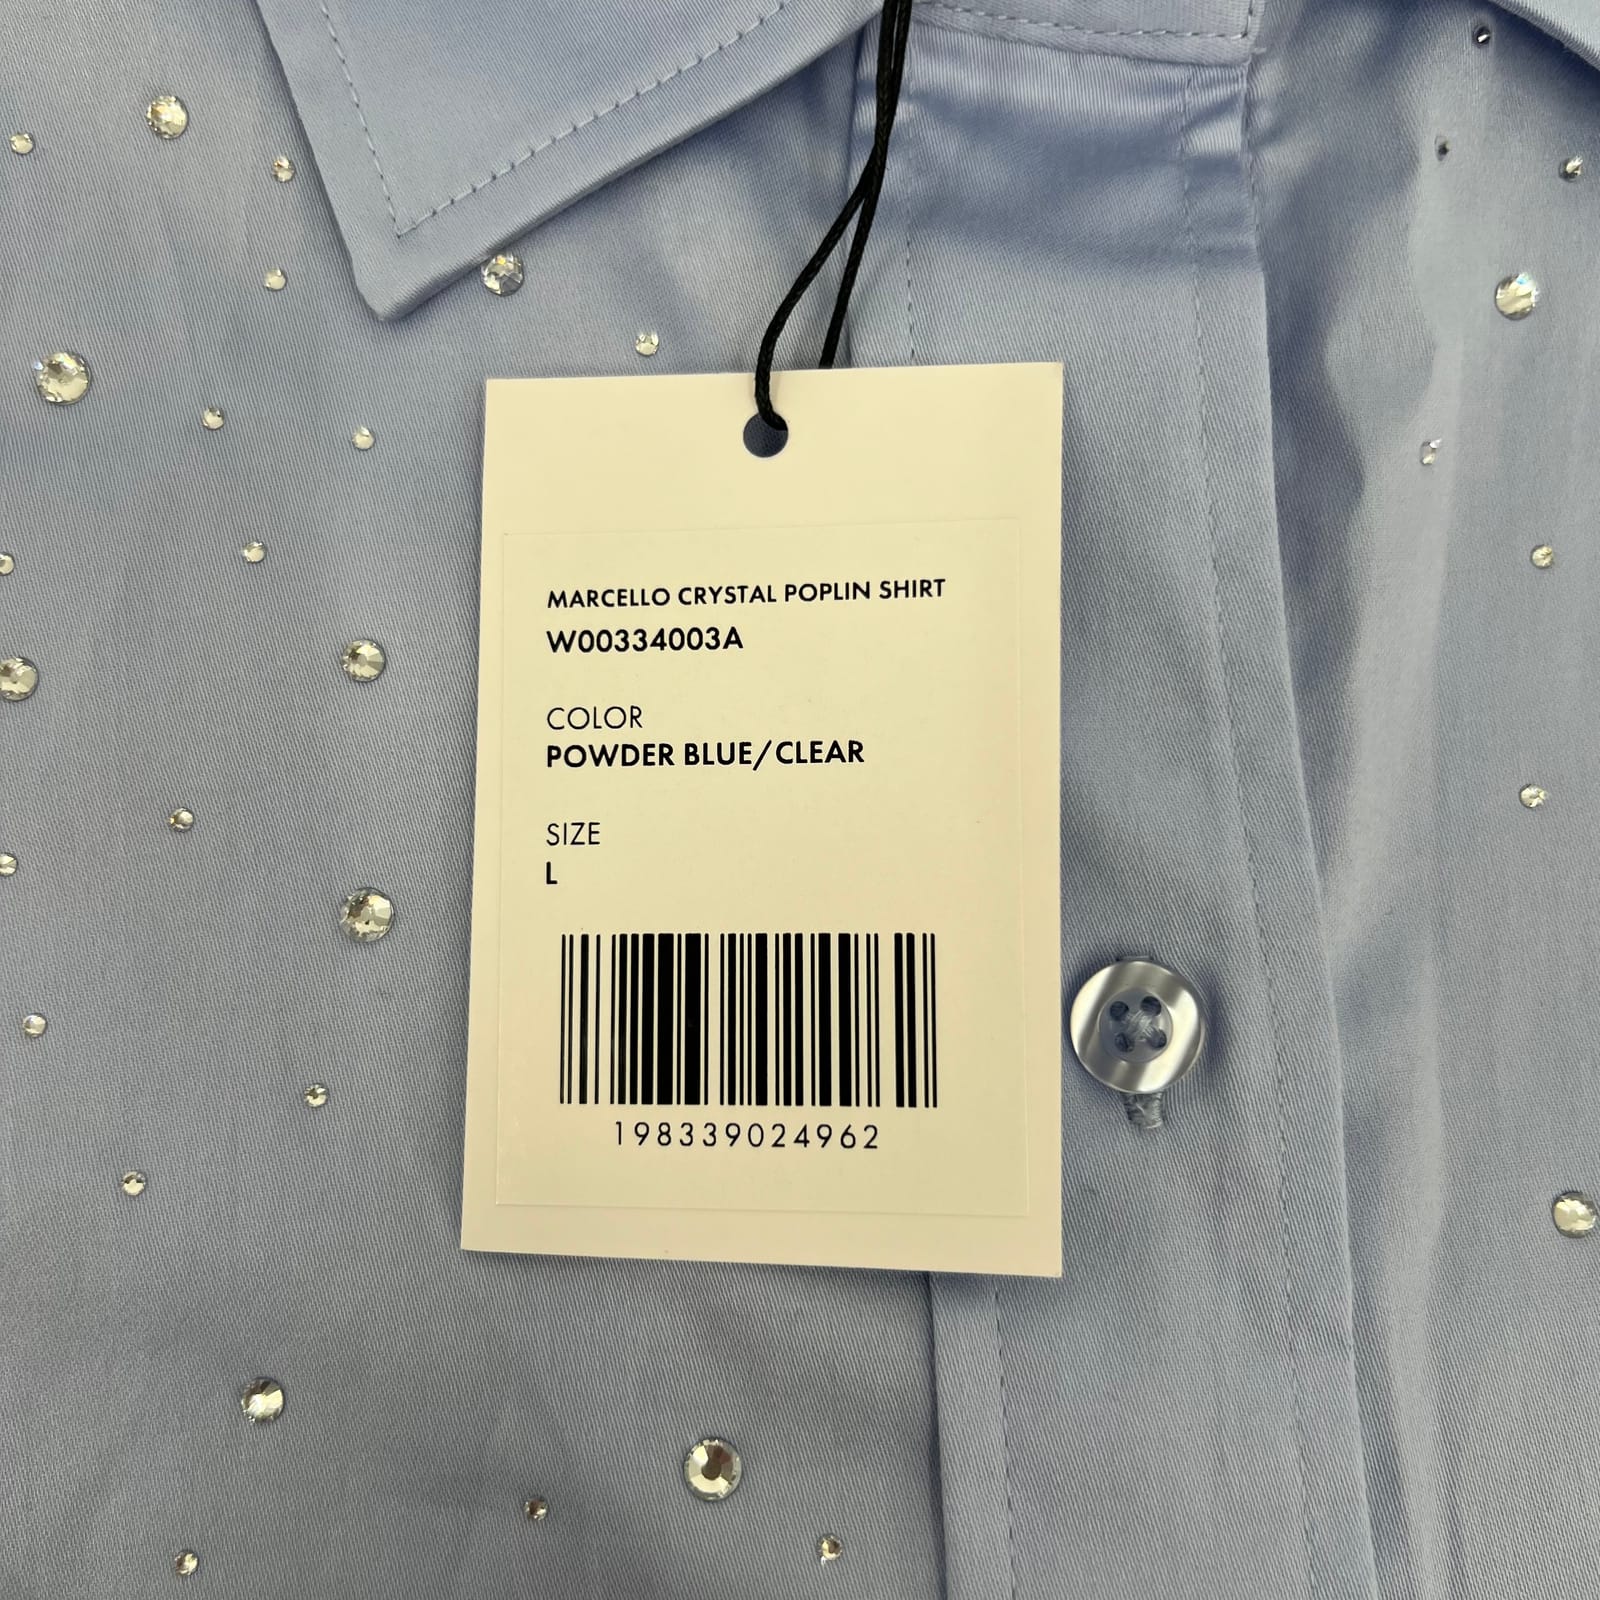 MARCELLO CRYSTAL POPLIN SHIRT
W00334003A
COLOR
POWDER BLUE/CLEAR
SIZE
L
198339024962